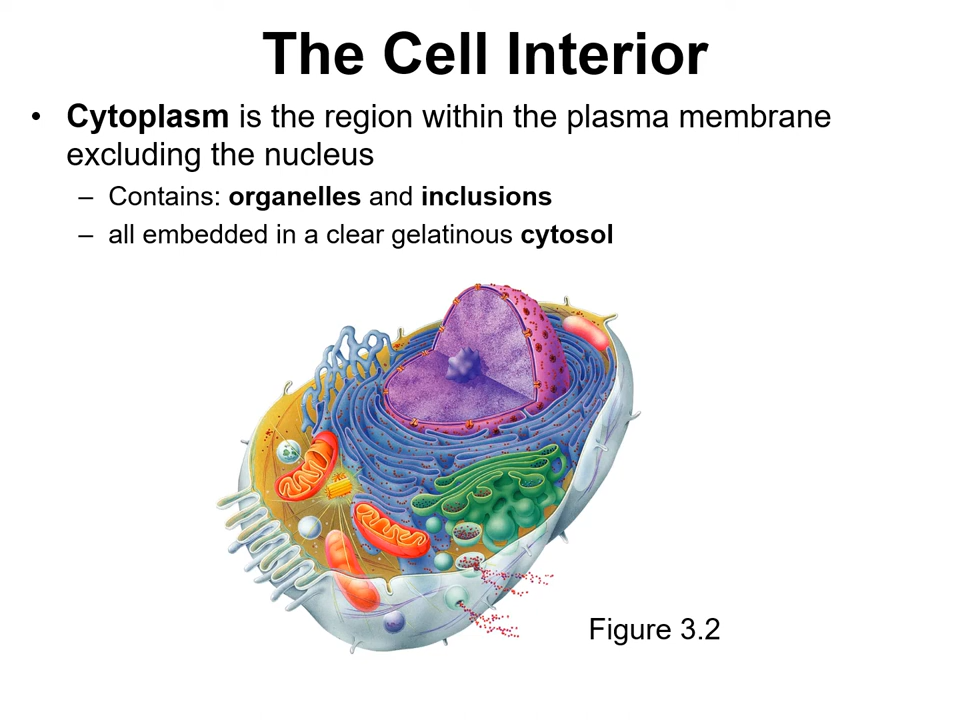 The Cell Interior
• Cytoplasm is the region within the plasma membrane
excluding the nucleus
– Contains: organelles and inclusions
– all embedded in a clear gelatinous cytosol
Figure 3.2